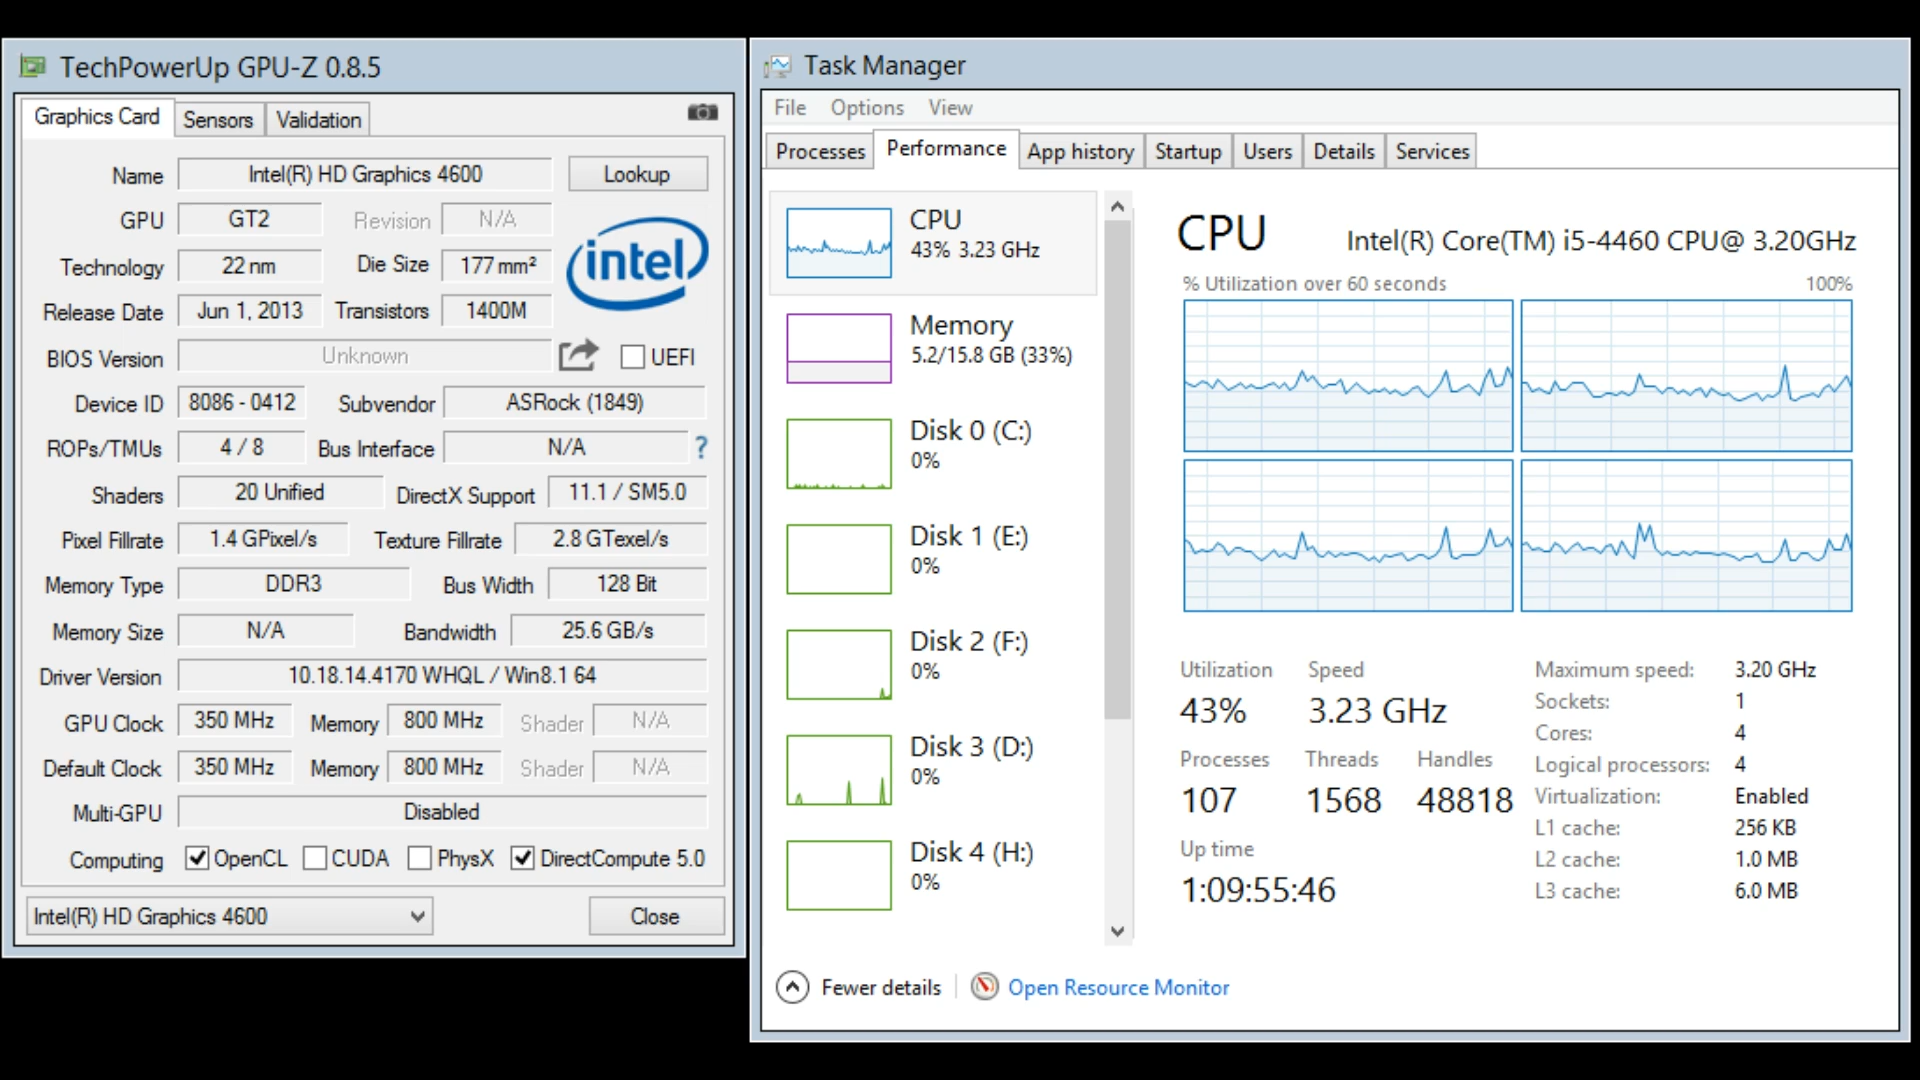 TechPowerUp GPU-Z 0.8.5
Graphics Card Sensors Validation
Name Intel(R) HD Graphics 4600 Lookup
GPU GT2 Revision N/A
intel
Technology 22 nm Die Size 177 mm²
Release Date Jun 1, 2013 Transistors 1400M
BIOS Version Unknown UEFI
Device ID 8086 - 0412 Subvendor ASRock (1849)
ROPs/TMUs 4 / 8 Bus Interface N/A ?
Shaders 20 Unified DirectX Support 11.1 / SM5.0
Pixel Fillrate 1.4 GPixel/s Texture Fillrate 2.8 GTexel/s
Memory Type DDR3 Bus Width 128 Bit
Memory Size N/A Bandwidth 25.6 GB/s
Driver Version 10.18.14.4170 WHQL / Win8.1 64
GPU Clock 350 MHz Memory 800 MHz Shader N/A
Default Clock 350 MHz Memory 800 MHz Shader N/A
Multi-GPU Disabled
Computing OpenCL CUDA PhysX DirectCompute 5.0
Intel(R) HD Graphics 4600 Close
Task Manager
File Options View
Processes Performance App history Startup Users Details Services
CPU
43% 3.23 GHz
Memory
5.2/15.8 GB (33%)
Disk 0 (C:)
0%
Disk 1 (E:)
0%
Disk 2 (F:)
0%
Disk 3 (D:)
0%
Disk 4 (H:)
0%
CPU Intel(R) Core(TM) i5-4460 CPU@ 3.20GHz
% Utilization over 60 seconds 100%
Utilization Speed
43% 3.23 GHz
Processes Threads Handles
107 1568 48818
Up time
1:09:55:46
Maximum speed: 3.20 GHz
Sockets: 1
Cores: 4
Logical processors: 4
Virtualization: Enabled
L1 cache: 256 KB
L2 cache: 1.0 MB
L3 cache: 6.0 MB
Fewer details Open Resource Monitor